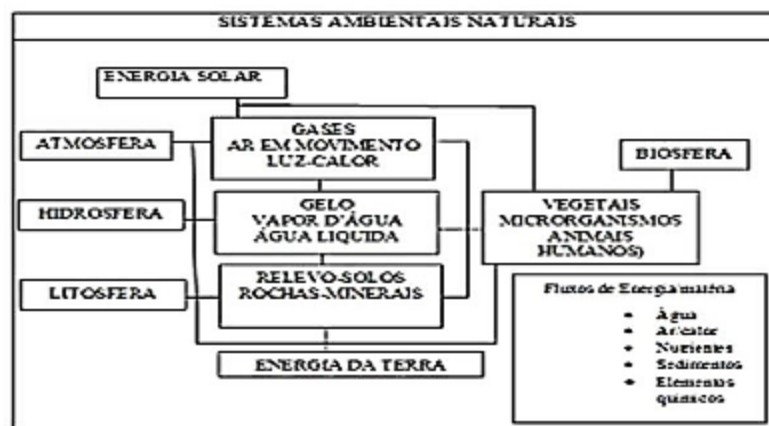 SISTEMAS AMBIENTAIS NATURAIS
ENERGIA SOLAR
ATMOSFERA
GASES
AR EM MOVIMENTO
LUZ-CALOR
BIOSFERA
HIDROSFERA
GELO
VAPOR D'ÁGUA
ÁGUA LIQUIDA
VEGETAIS
MICRORGANISMOS
ANIMAIS
HUMANOS)
LITOSFERA
RELEVO-SOLOS
ROCHAS-MINERAIS
ENERGIA DA TERRA
Fluxos de Energia/matéria
• Água
• Ar/calor
• Nutrientes
• Sedimentos
• Elementos
químicos